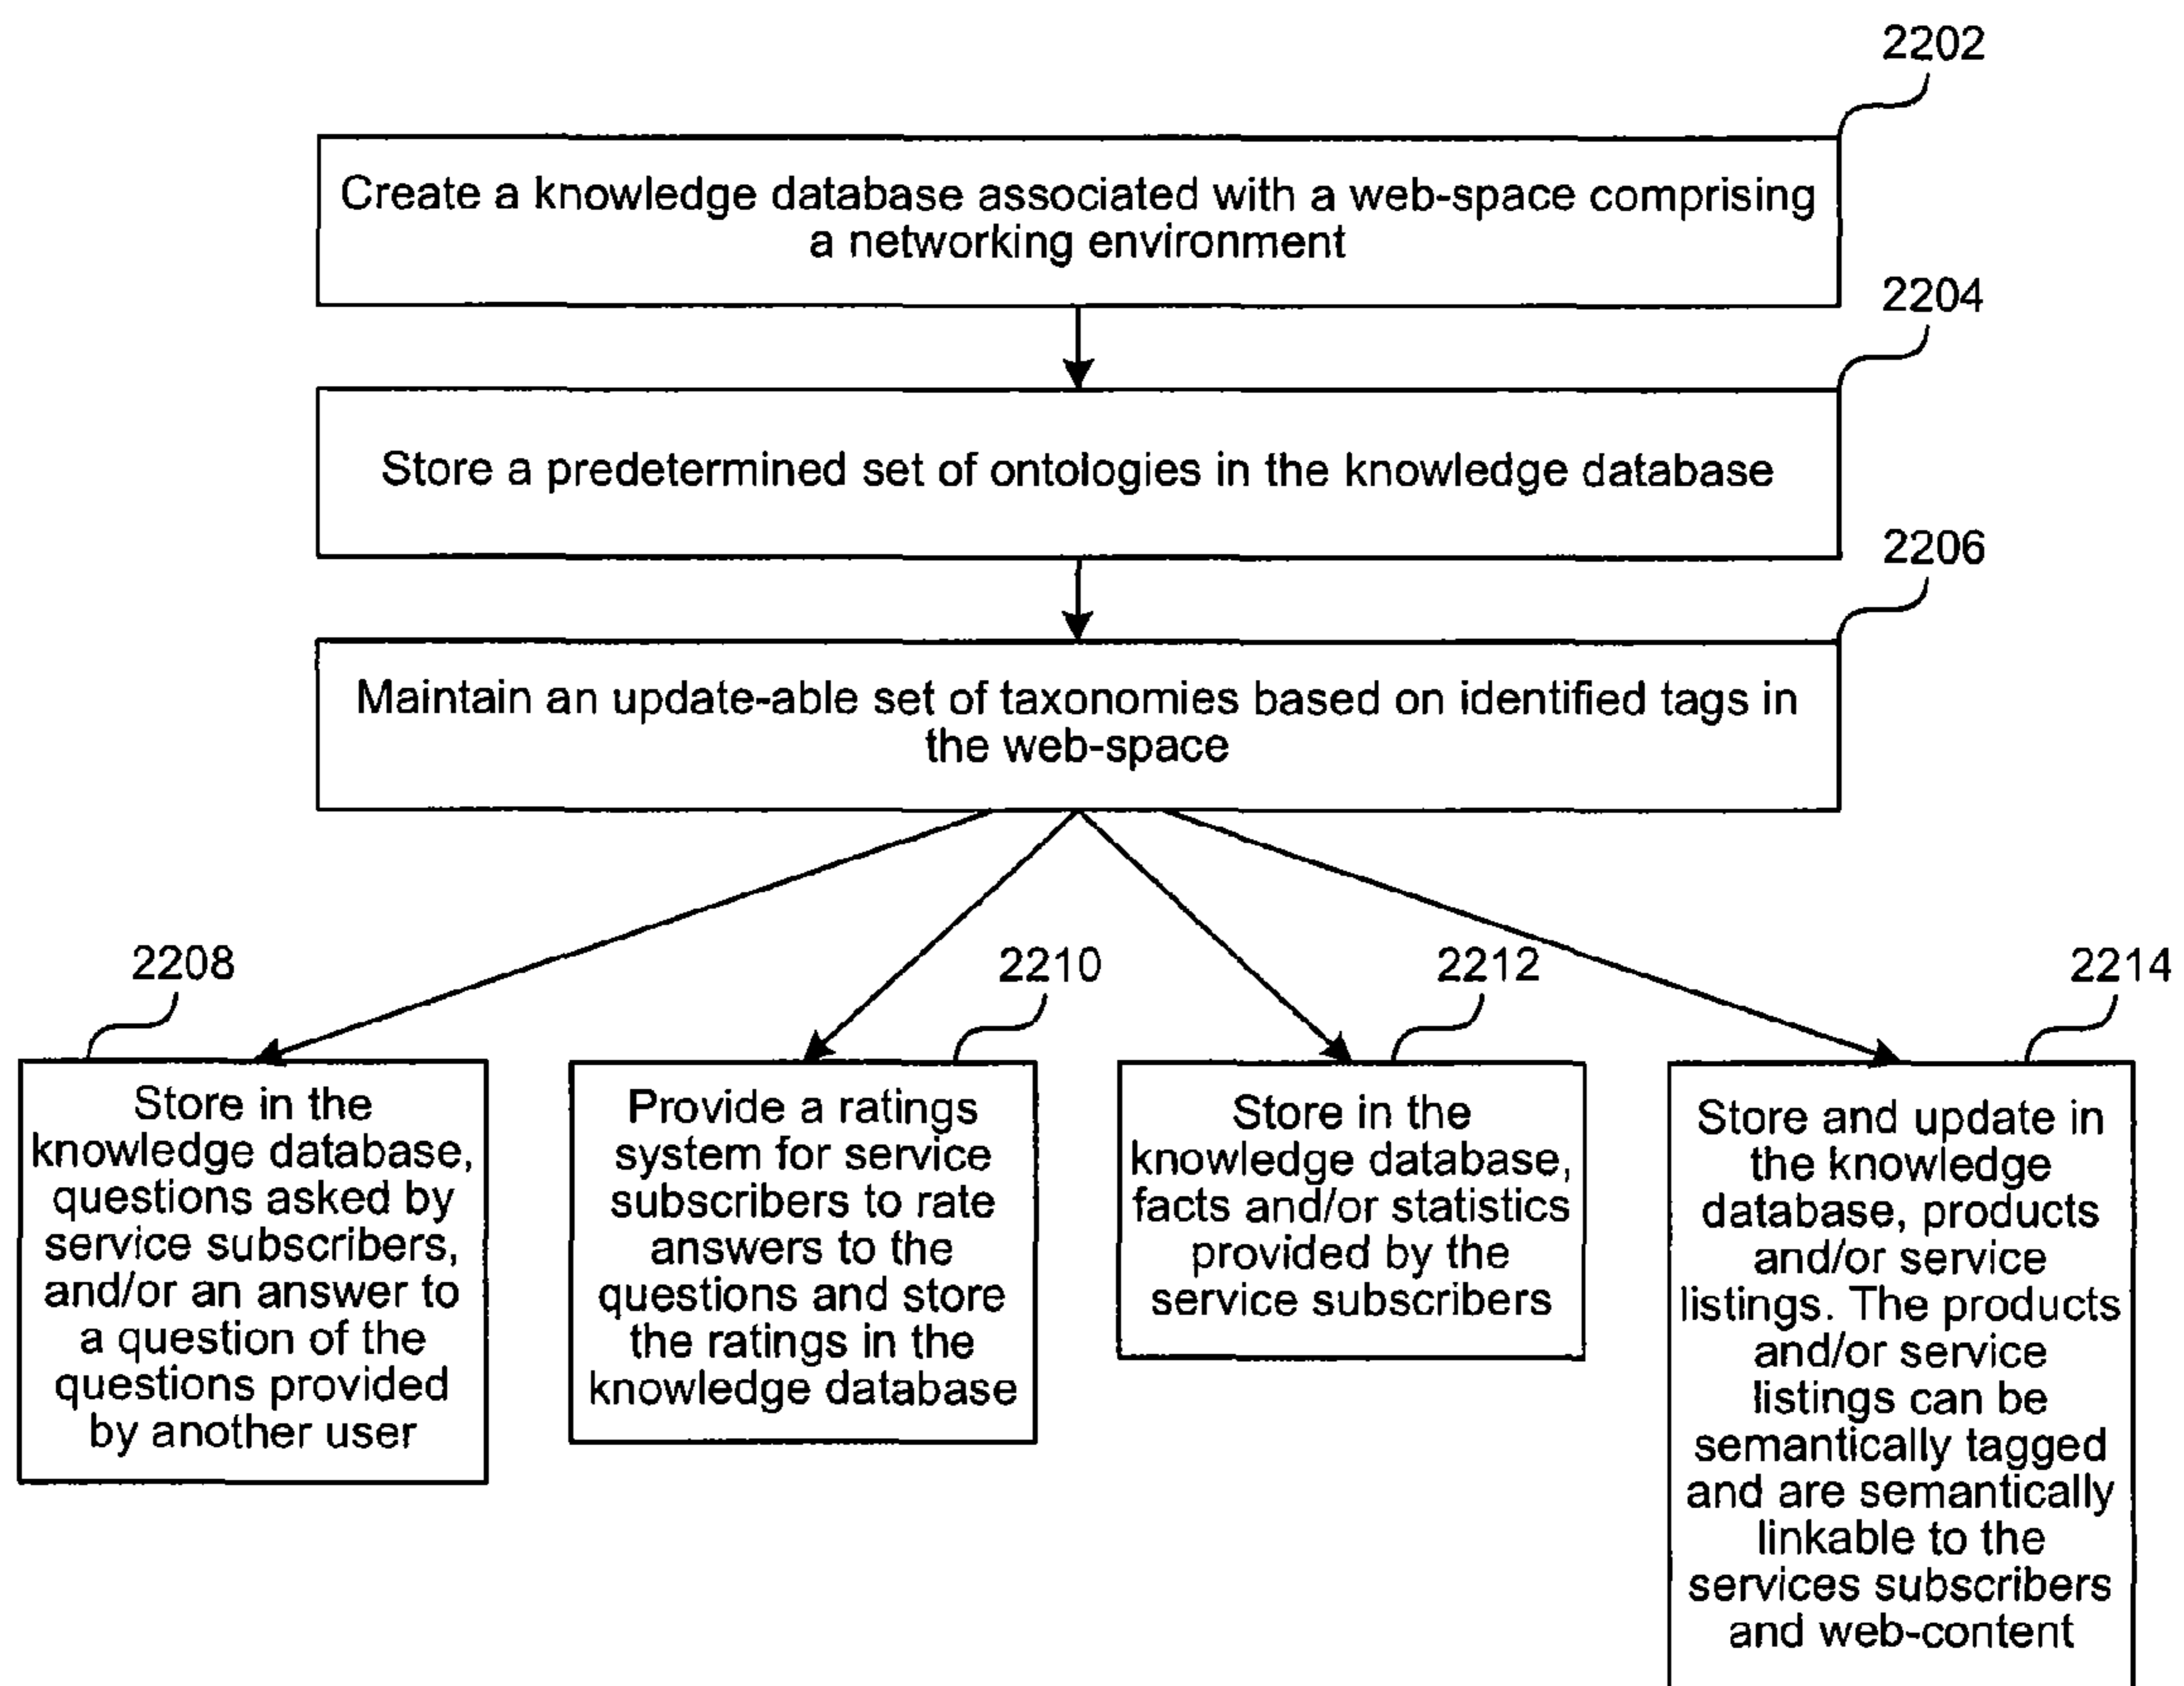 2202
Create a knowledge database associated with a web-space comprising
a networking environment
2204
Store a predetermined set of ontologies in the knowledge database
2206
Maintain an update-able set of taxonomies based on identified tags in
the web-space
2208
Store in the
knowledge database,
questions asked by
service subscribers,
and/or an answer to
a question of the
questions provided
by another user
2210
Provide a ratings
system for service
subscribers to rate
answers to the
questions and store
the ratings in the
knowledge database
2212
Store in the
knowledge database,
facts and/or statistics
provided by the
service subscribers
2214
Store and update in
the knowledge
database, products
and/or service
listings. The products
and/or service
listings can be
semantically tagged
and are semantically
linkable to the
services subscribers
and web-content